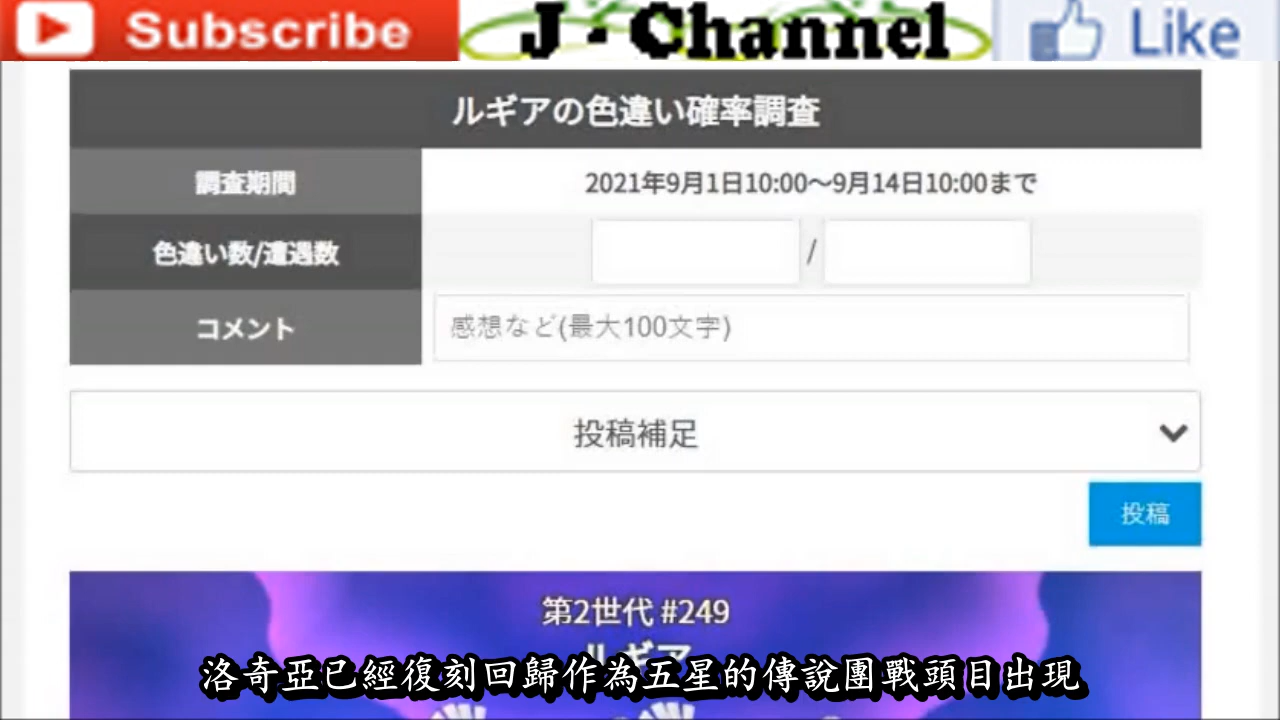 Subscribe
J - Channel
Like
ルギアの色違い確率調査
調査期間
2021年9月1日10:00〜9月14日10:00まで
色違い数/遭遇数
/
コメント
感想など(最大100文字)
投稿補足
投稿
第2世代 #249
ルギア
洛奇亞已經復刻回歸作為五星的傳說團戰頭目出現